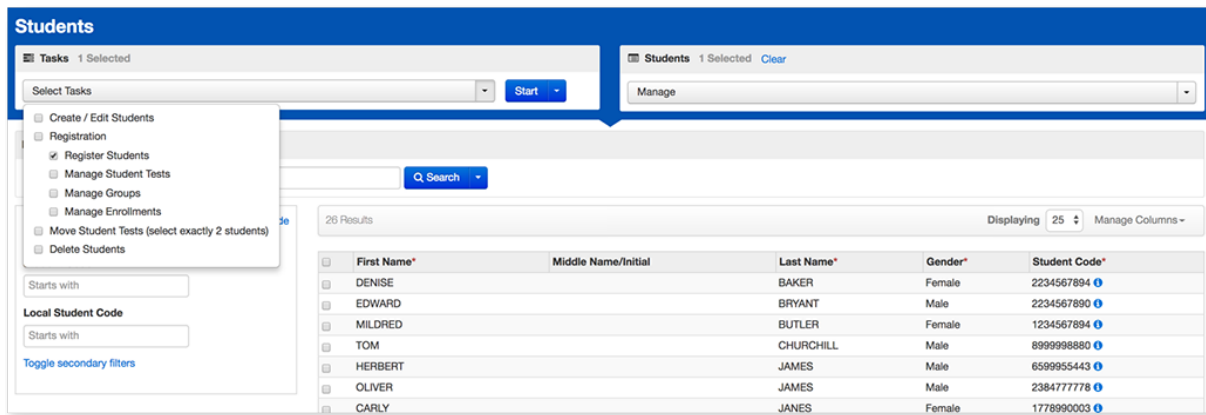 Students
Tasks 1 Selected
Students 1 Selected Clear
Select Tasks
Start
Manage
Create / Edit Students
Registration
Register Students
Manage Student Tests
Manage Groups
Manage Enrollments
Move Student Tests (select exactly 2 students)
Delete Students
Search
Starts with
Local Student Code
Starts with
Toggle secondary filters
26 Results Displaying 25 Manage Columns
First Name* Middle Name/Initial Last Name* Gender* Student Code*
DENISE BAKER Female 2234567894
EDWARD BRYANT Male 2234567890
MILDRED BUTLER Female 1234567894
TOM CHURCHILL Male 8999998880
HERBERT JAMES Male 6599955443
OLIVER JAMES Male 2384777778
CARLY JANES Female 1778990003